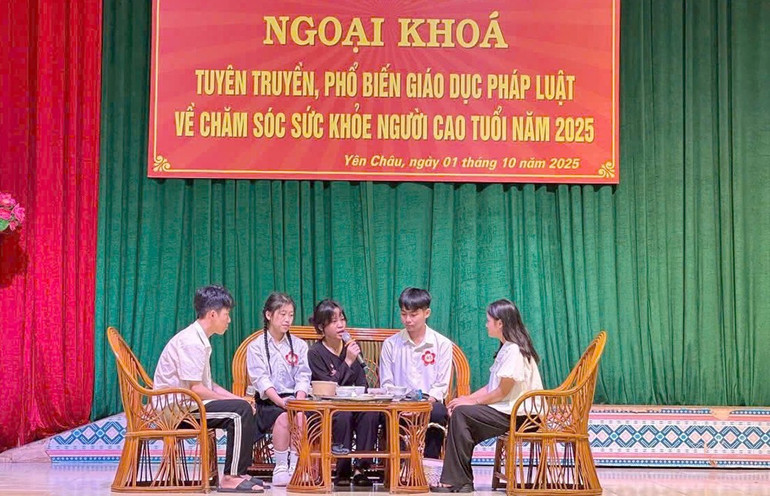 NGOẠI KHOÁ
TUYÊN TRUYỀN, PHỔ BIẾN GIÁO DỤC PHÁP LUẬT
VỀ CHĂM SÓC SỨC KHỎE NGƯỜI CAO TUỔI NĂM 2025
Yên Châu, ngày 01 tháng 10 năm 2025